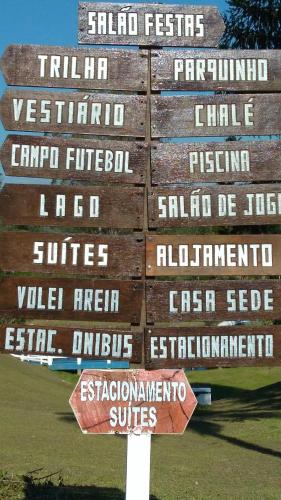 SALÃO FESTAS
TRILHA
PARQUINHO
VESTIÁRIO
CHALÉ
CAMPO FUTEBOL
PISCINA
LAGO
SALÃO DE JOG
SUÍTES
ALOJAMENTO
VOLEI AREIA
CASA SEDE
ESTAC. ÔNIBUS
ESTACIONAMENTO
ESTACIONAMENTO
SUÍTES